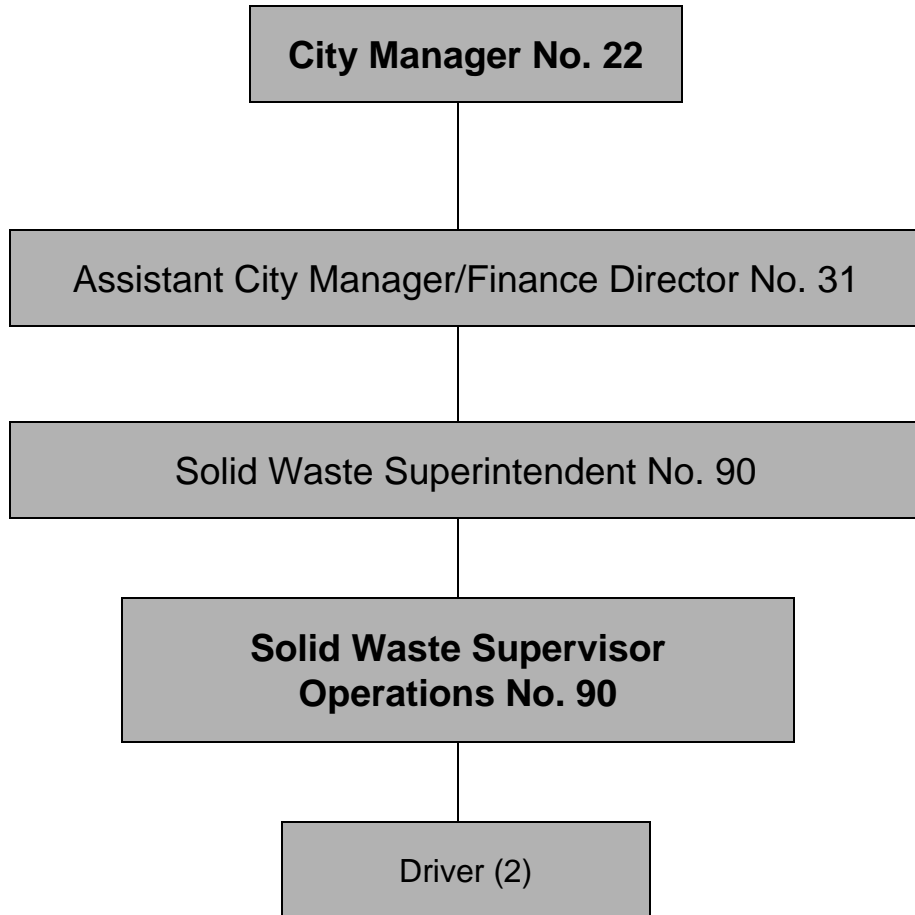 City Manager No. 22
Assistant City Manager/Finance Director No. 31
Solid Waste Superintendent No. 90
Solid Waste Supervisor
Operations No. 90
Driver (2)